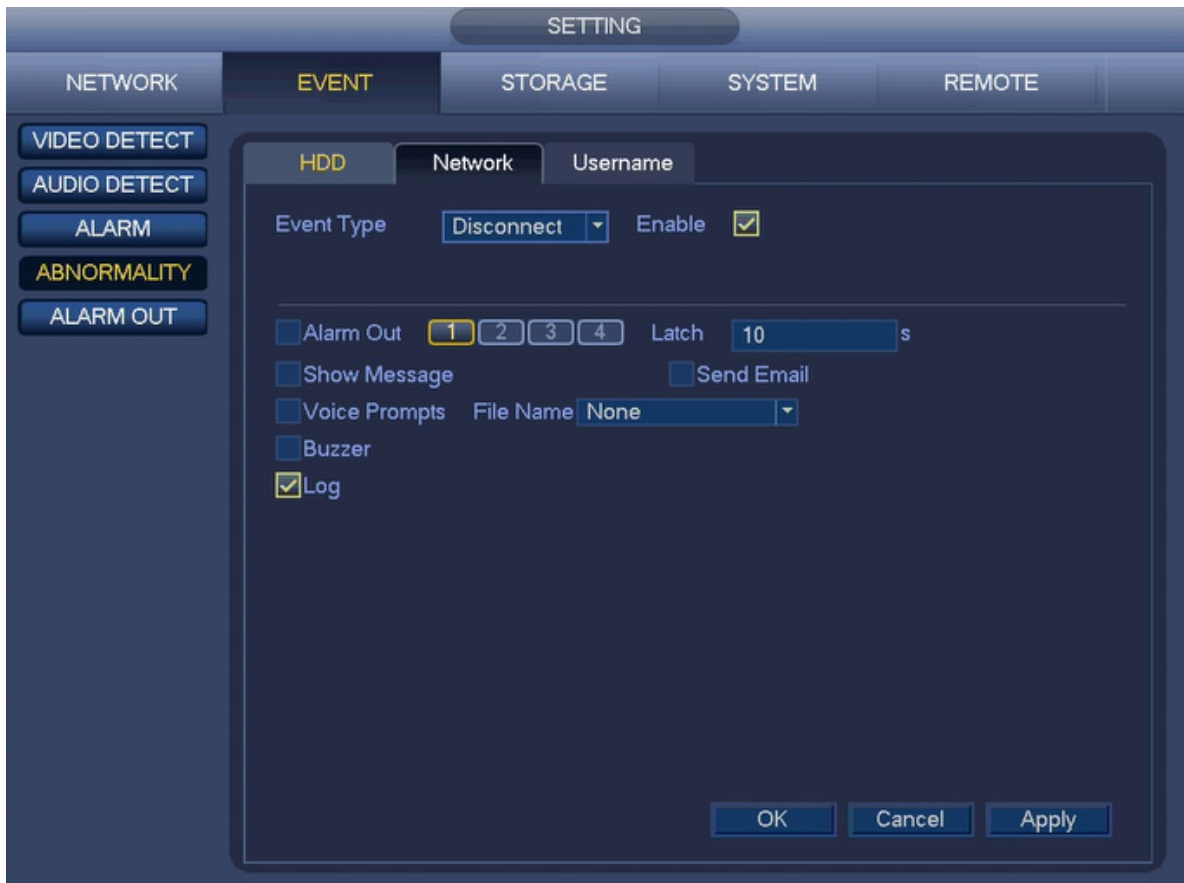 SETTING
NETWORK EVENT STORAGE SYSTEM REMOTE
VIDEO DETECT
AUDIO DETECT
ALARM
ABNORMALITY
ALARM OUT
HDD Network Username
Event Type Disconnect Enable
Alarm Out 1 2 3 4 Latch 10 s
Show Message Send Email
Voice Prompts File Name None
Buzzer
Log
OK Cancel Apply